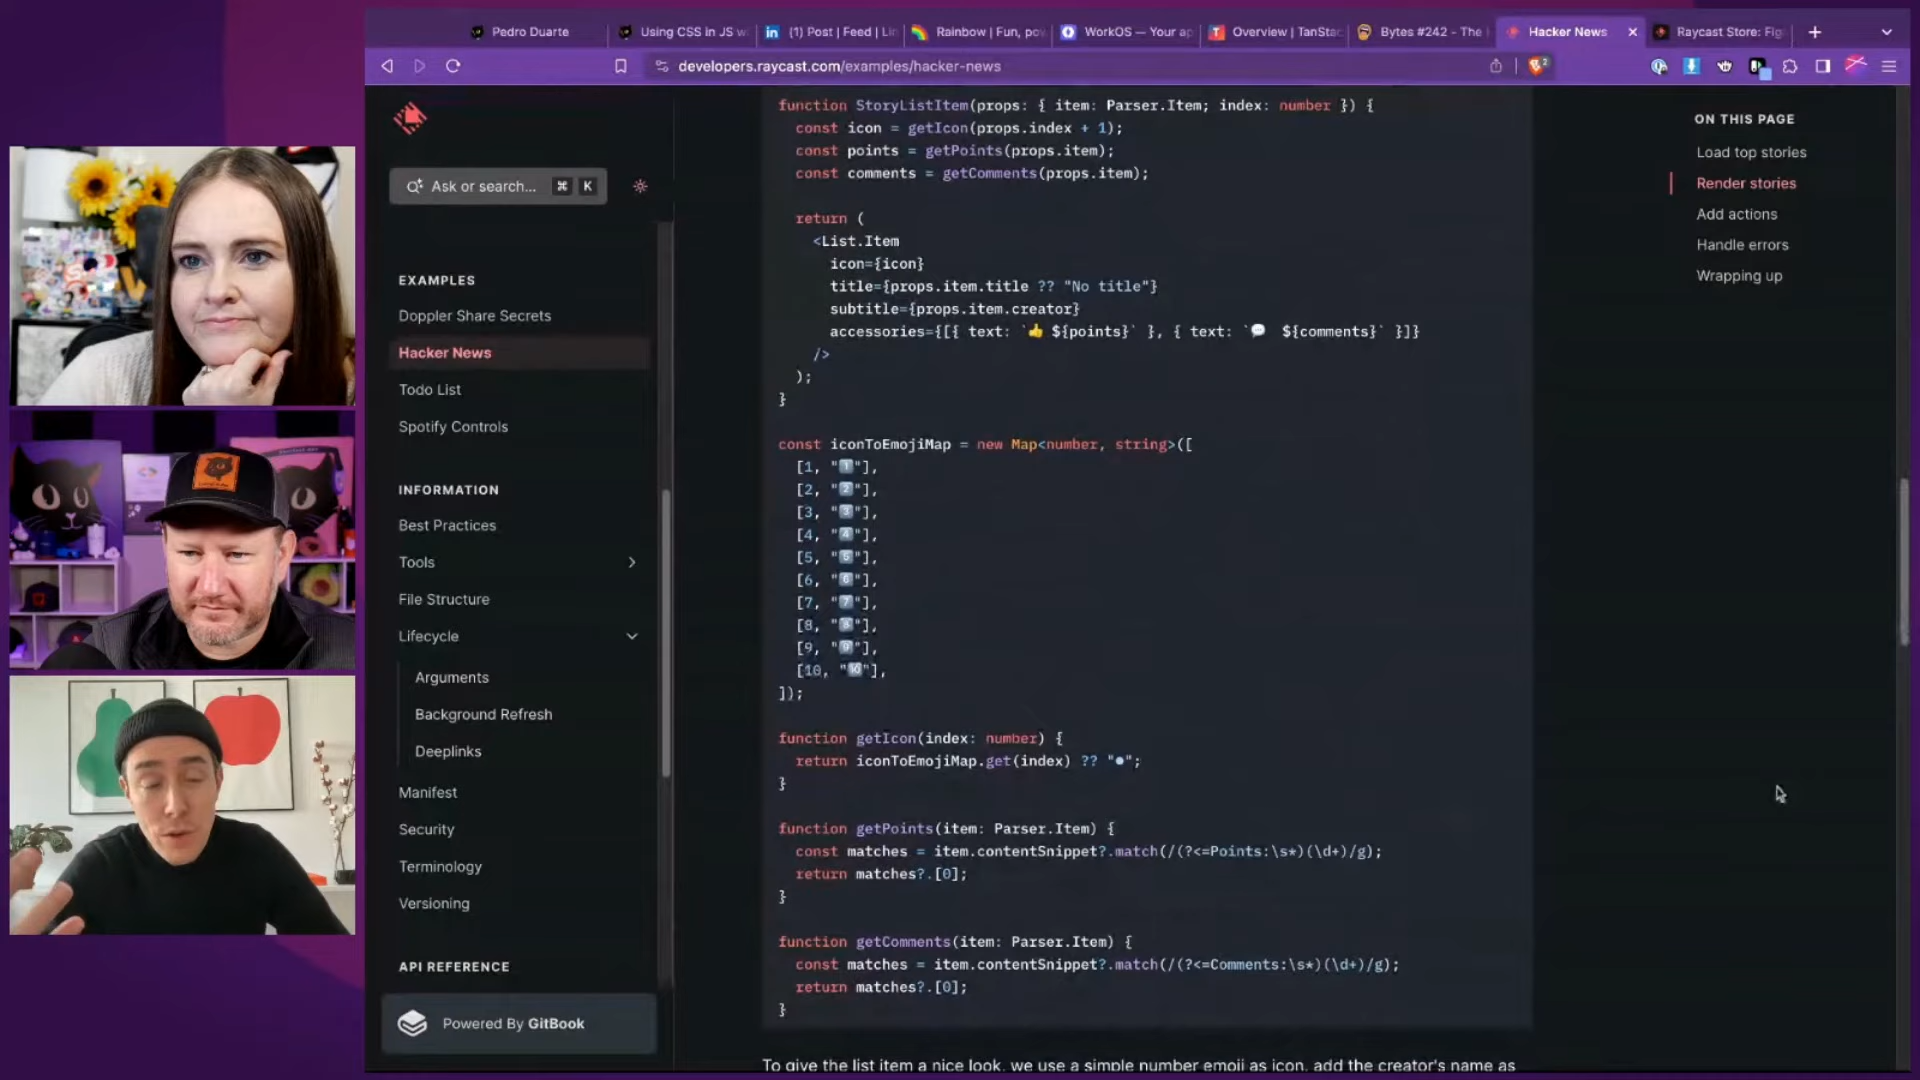 Pedro Duarte
Using CSS in JS w
(1) Post | Feed | Lin
Rainbow | Fun, pow
WorkOS — Your ap
Overview | TanStac
Bytes #242 - The
Hacker News
Raycast Store: Fig
developers.raycast.com/examples/hacker-news
2
Ask or search...
⌘ K
EXAMPLES
Doppler Share Secrets
Hacker News
Todo List
Spotify Controls
INFORMATION
Best Practices
Tools
File Structure
Lifecycle
Arguments
Background Refresh
Deeplinks
Manifest
Security
Terminology
Versioning
API REFERENCE
Powered By GitBook
function StoryListItem(props: { item: Parser.Item; index: number }) {
const icon = getIcon(props.index + 1);
const points = getPoints(props.item);
const comments = getComments(props.item);
return (
<List.Item
icon={icon}
title={props.item.title ?? "No title"}
subtitle={props.item.creator}
accessories={[{ text: `👍 ${points}` }, { text: `💬  ${comments}` }]}
/>
);
}
const iconToEmojiMap = new Map<number, string>([
[1, "1️⃣"],
[2, "2️⃣"],
[3, "3️⃣"],
[4, "4️⃣"],
[5, "5️⃣"],
[6, "6️⃣"],
[7, "7️⃣"],
[8, "8️⃣"],
[9, "9️⃣"],
[10, "🔟"],
]);
function getIcon(index: number) {
return iconToEmojiMap.get(index) ?? "⏺";
}
function getPoints(item: Parser.Item) {
const matches = item.contentSnippet?.match(/(?<=Points:\s*)(\d+)/g);
return matches?.[0];
}
function getComments(item: Parser.Item) {
const matches = item.contentSnippet?.match(/(?<=Comments:\s*)(\d+)/g);
return matches?.[0];
}
To give the list item a nice look, we use a simple number emoji as icon, add the creator's name as
ON THIS PAGE
Load top stories
Render stories
Add actions
Handle errors
Wrapping up